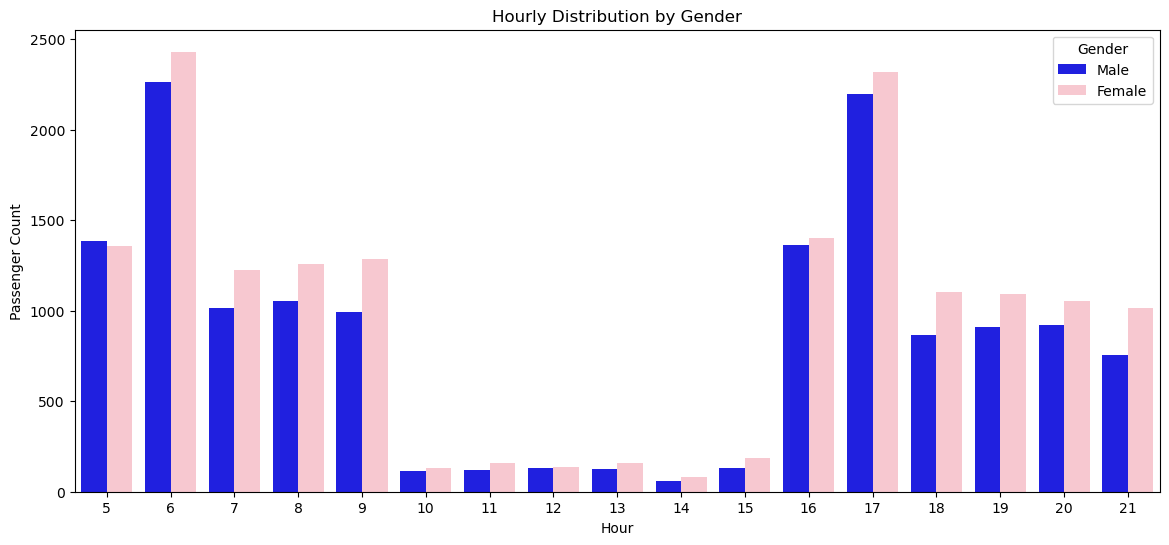 Hourly Distribution by Gender
Gender
Male
Female
Passenger Count
2500
2000
1500
1000
500
0
5 6 7 8 9 10 11 12 13 14 15 16 17 18 19 20 21
Hour